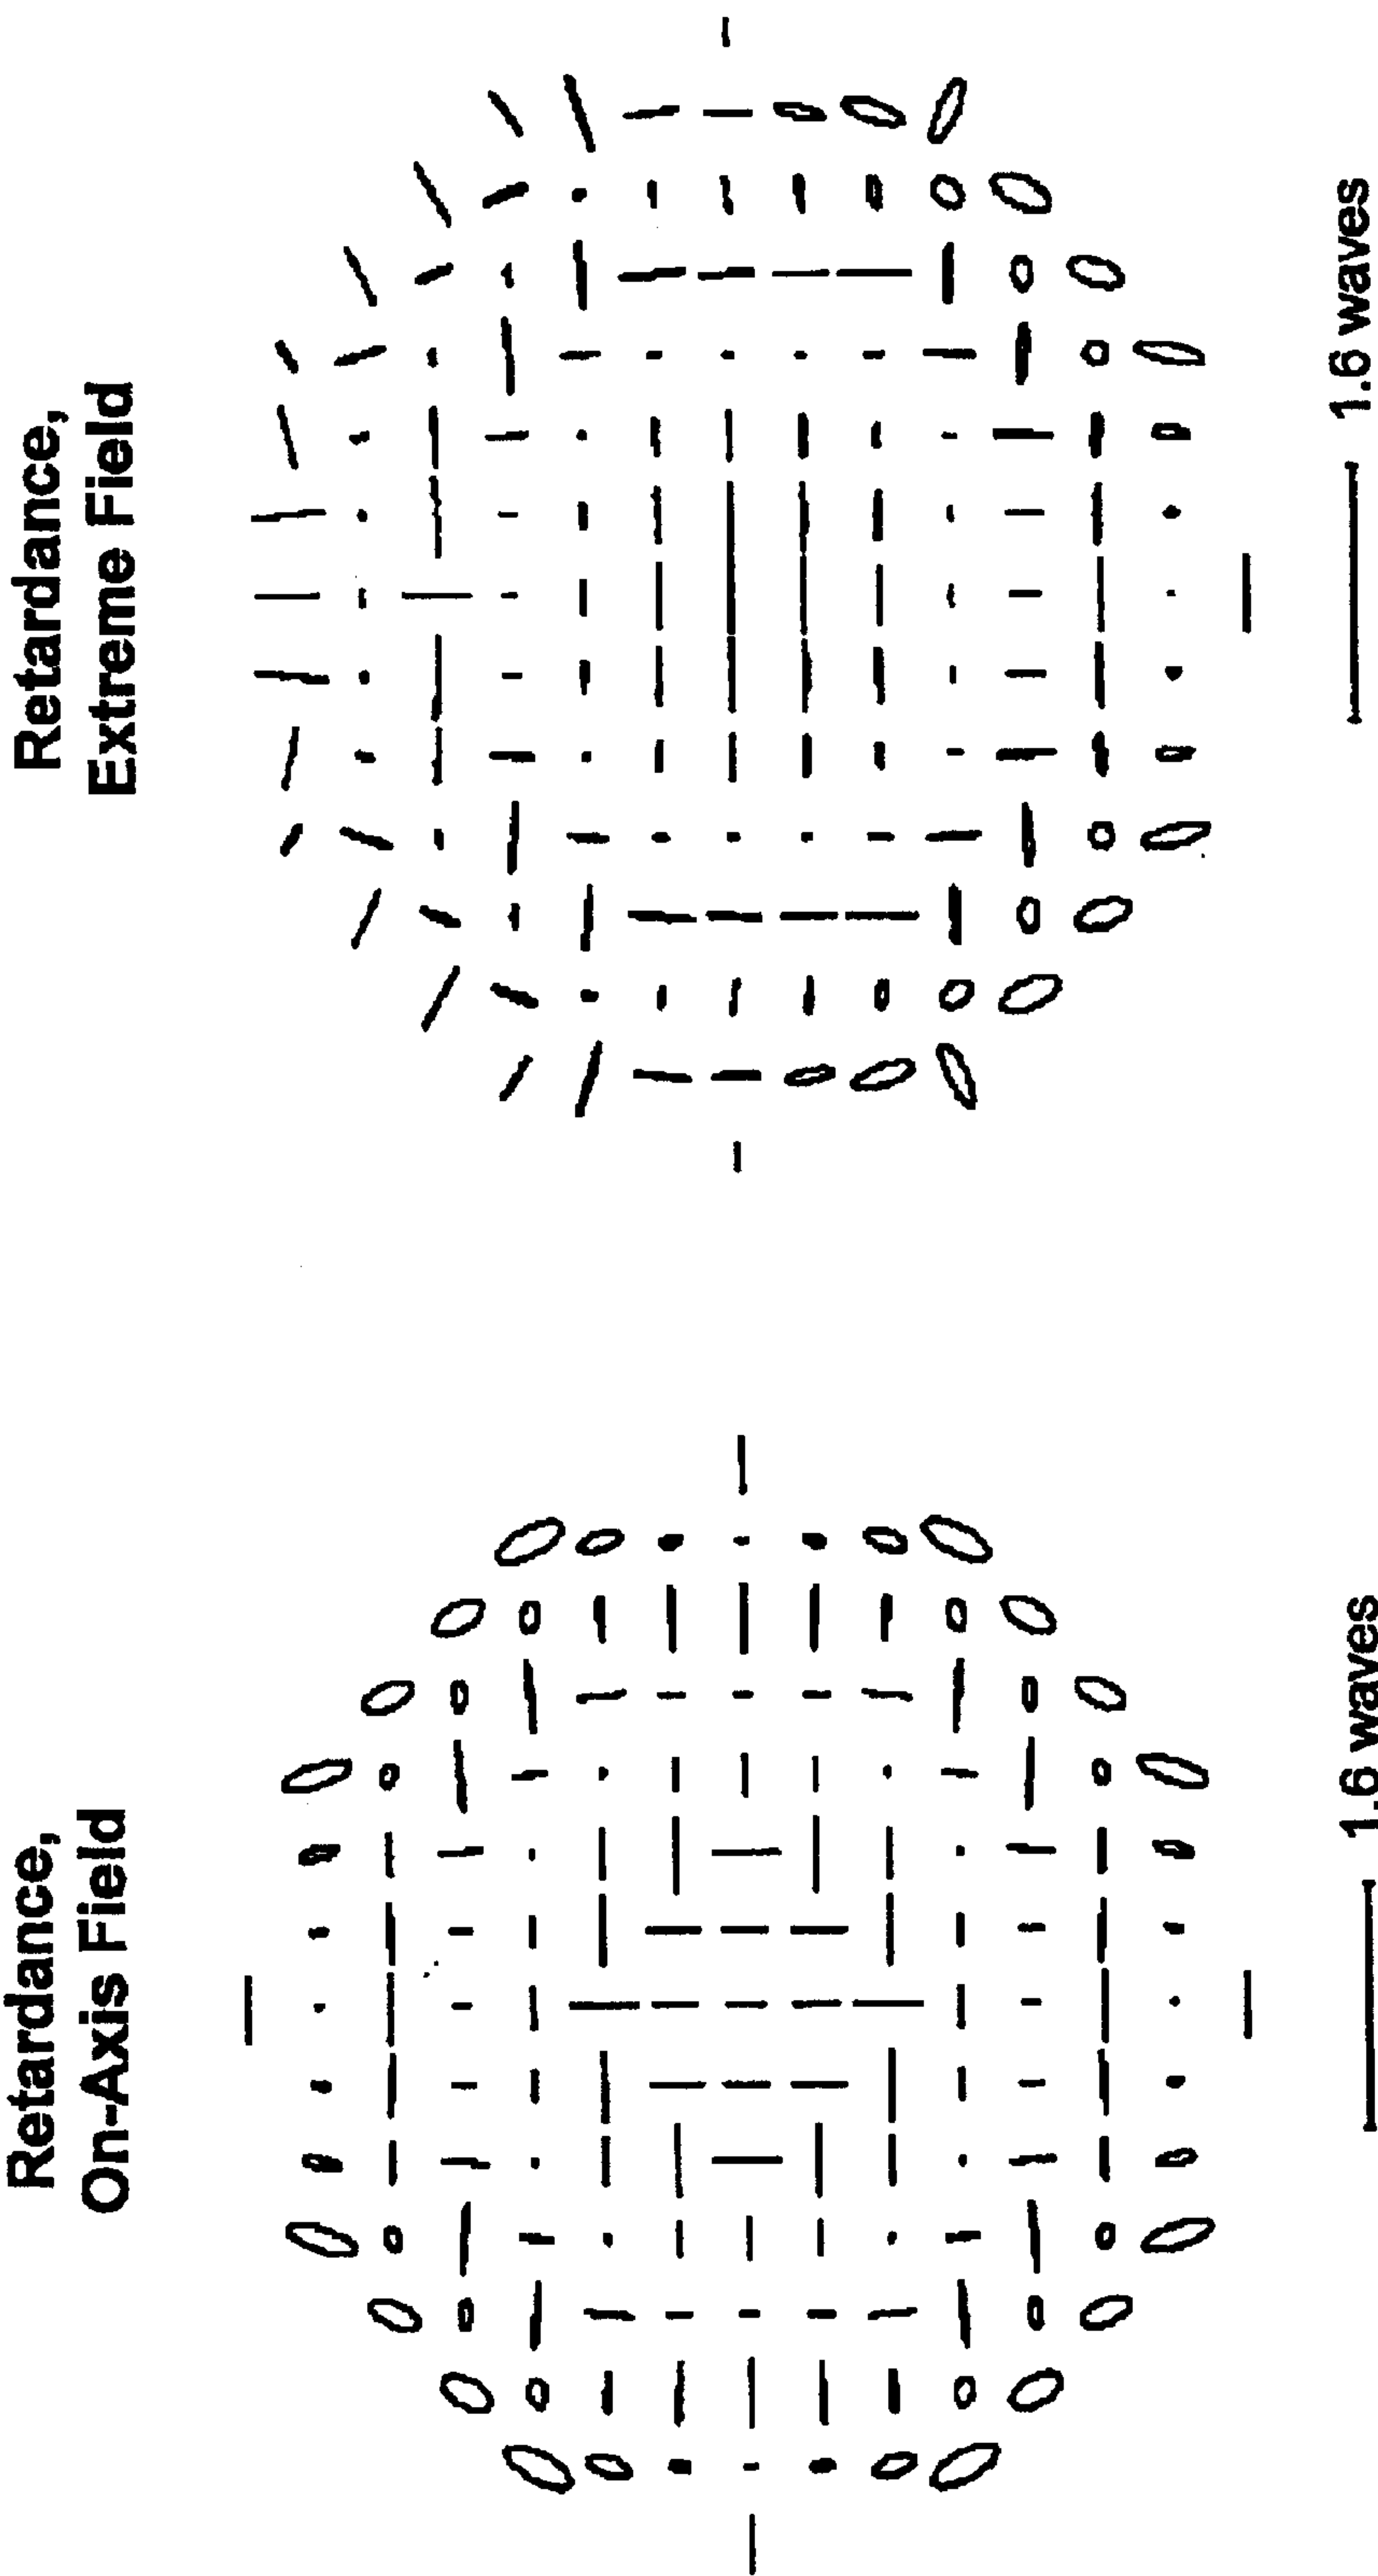 Retardance,
On-Axis Field
1.6 waves
Retardance,
Extreme Field
1.6 waves